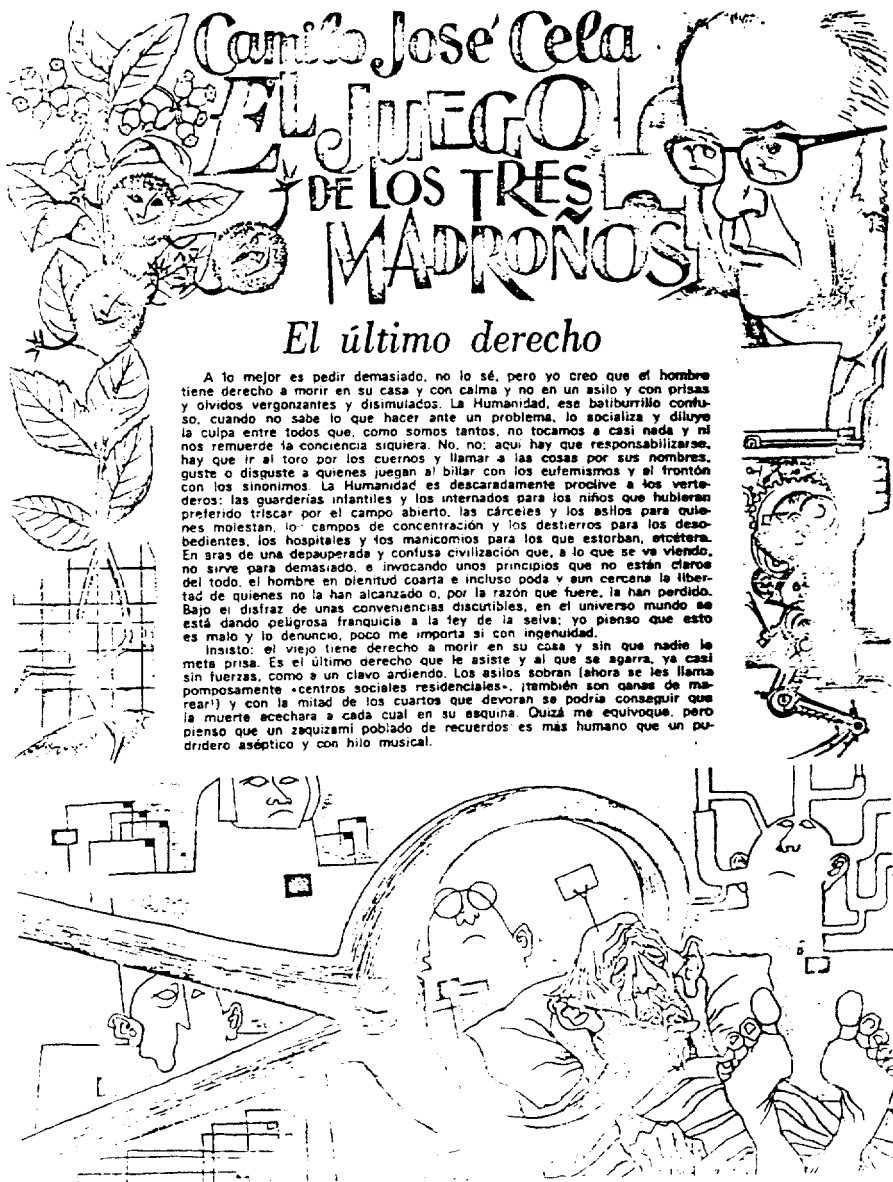 Camilo José Cela
EL JUEGO
DE LOS TRES
MADROÑOS
El último derecho
A lo mejor es pedir demasiado, no lo sé, pero yo creo que el hombre
tiene derecho a morir en su casa y con calma y no en un asilo y con prisas
y olvidos vergonzantes y disimulados. La Humanidad, ese batiburrillo confu-
so, cuando no sabe lo que hacer ante un problema, lo socializa y diluye
la culpa entre todos que, como somos tantos, no tocamos a casi nada y ni
nos remuerde la conciencia siquiera. No, no; aquí hay que responsabilizarse,
hay que ir al toro por los cuernos y llamar a las cosas por sus nombres,
guste o disguste a quienes juegan al billar con los eufemismos y al frontón
con los sinonimos. La Humanidad es descaradamente proclive a los verte-
deros: las guarderías infantiles y los internados para los niños que hubieran
preferido triscar por el campo abierto, las cárceles y los asilos para quie-
nes molestan, los campos de concentración y los destierros para los deso-
bedientes, los hospitales y los manicomios para los que estorban, etcétera.
En aras de una depauperada y confusa civilización que, a lo que se va viendo,
no sirve para demasiado, e invocando unos principios que no están claros
del todo, el hombre en plenitud coarta e incluso poda y aun cercena la liber-
tad de quienes no la han alcanzado o, por la razón que fuere, la han perdido.
Bajo el disfraz de unas conveniencias discutibles, en el universo mundo se
está dando peligrosa franquicia a la ley de la selva; yo pienso que esto
es malo y lo denuncio, poco me importa si con ingenuidad.
Insisto: el viejo tiene derecho a morir en su casa y sin que nadie le
meta prisa. Es el último derecho que le asiste y al que se agarra, ya casi
sin fuerzas, como a un clavo ardiendo. Los asilos sobran (ahora se les llama
pomposamente «centros sociales residenciales», ¡también son ganas de ma-
rear!) y con la mitad de los cuartos que devoran se podría conseguir que
la muerte acechara a cada cual en su esquina. Quizá me equivoque, pero
pienso que un zaquizamí poblado de recuerdos es más humano que un pu-
dridero aséptico y con hilo musical.